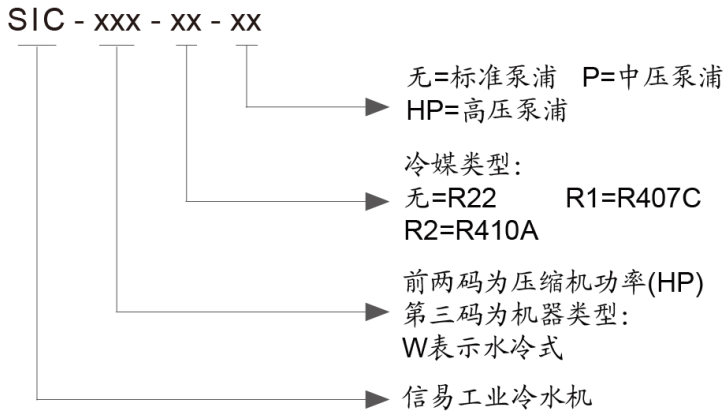 SIC - xxx - xx - xx
无=标准泵浦 P=中压泵浦
HP=高压泵浦
冷媒类型：
无=R22 R1=R407C
R2=R410A
前两码为压缩机功率(HP)
第三码为机器类型：
W表示水冷式
信易工业冷水机